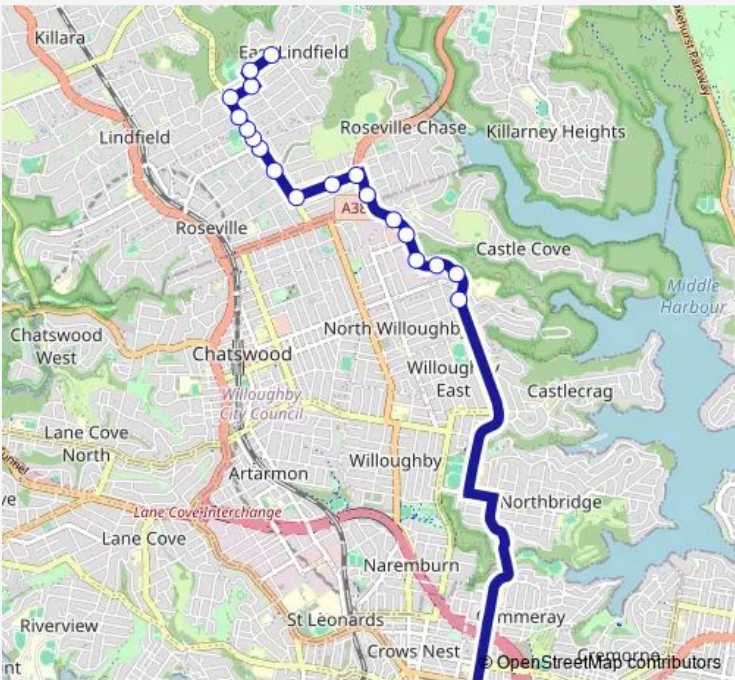 Killara
East Lindfield
Lindfield
Roseville Chase
Killarney Heights
A38
Roseville
Castle Cove
Middle
Harbour
Chatswood
West
Chatswood
North Willoughb
Willoughby
City Council
East
Castlecrag
Lane Cove
North
Willoughby
Artarmon
Lane Cove Interchange
Northbridge
Lane Cove
Naremburn
St Leonards
Riverview
Crows Nest
Cremorne
© OpenStreetMap contributors